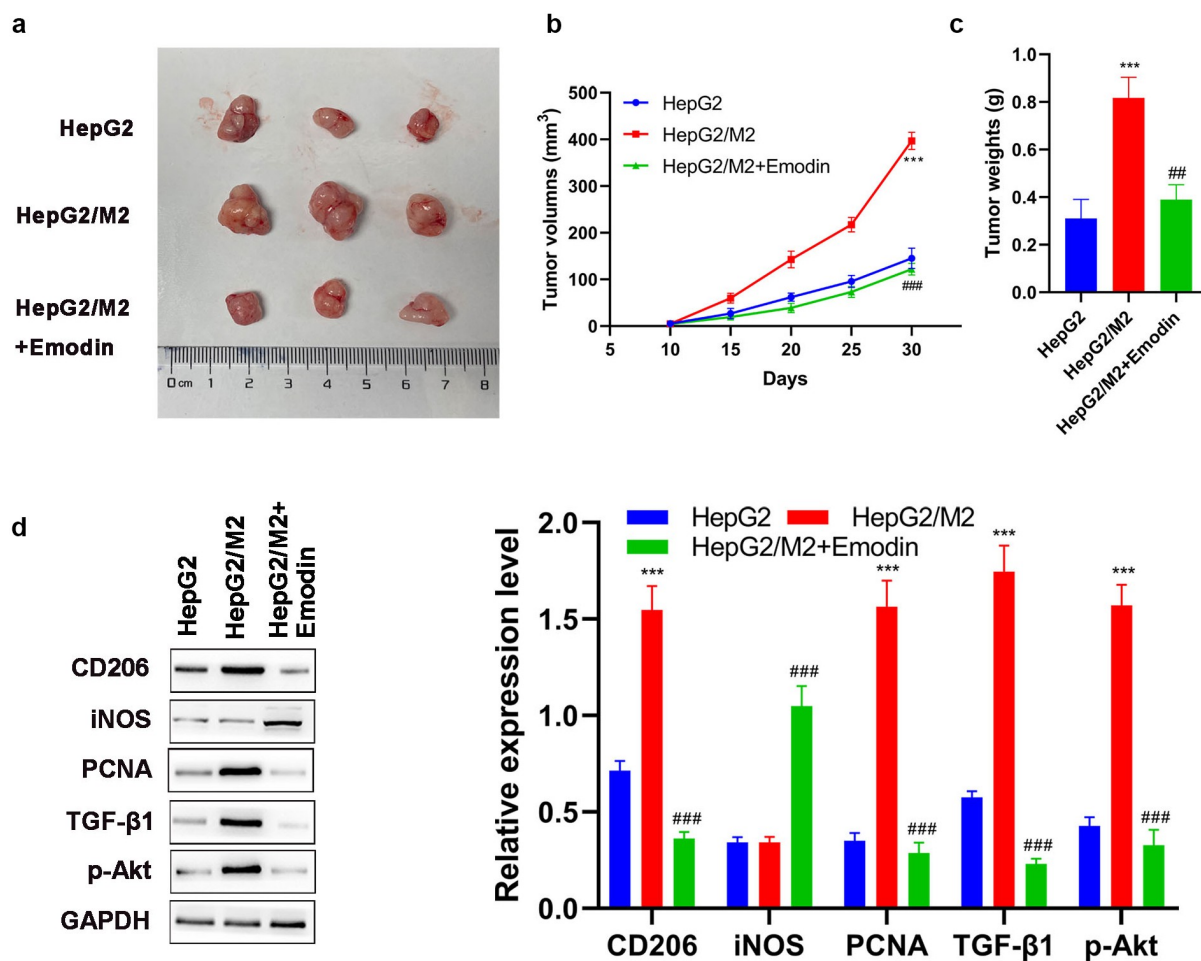 a
HepG2
HepG2/M2
HepG2/M2
+Emodin
0 cm 1 2 3 4 5 6 7 8
b
Tumor volumns (mm³)
500
400
300
200
100
0
5 10 15 20 25 30
Days
HepG2
HepG2/M2
HepG2/M2+Emodin
***
###
c
Tumor weights (g)
1.0
0.8
0.6
0.4
0.2
0.0
***
##
HepG2
HepG2/M2
HepG2/M2+Emodin
d
HepG2
HepG2/M2
HepG2/M2+
Emodin
CD206
iNOS
PCNA
TGF-β1
p-Akt
GAPDH
Relative expression level
2.0
1.5
1.0
0.5
0.0
HepG2 HepG2/M2
HepG2/M2+Emodin
*** ### ### *** ### *** ### *** ###
CD206 iNOS PCNA TGF-β1 p-Akt